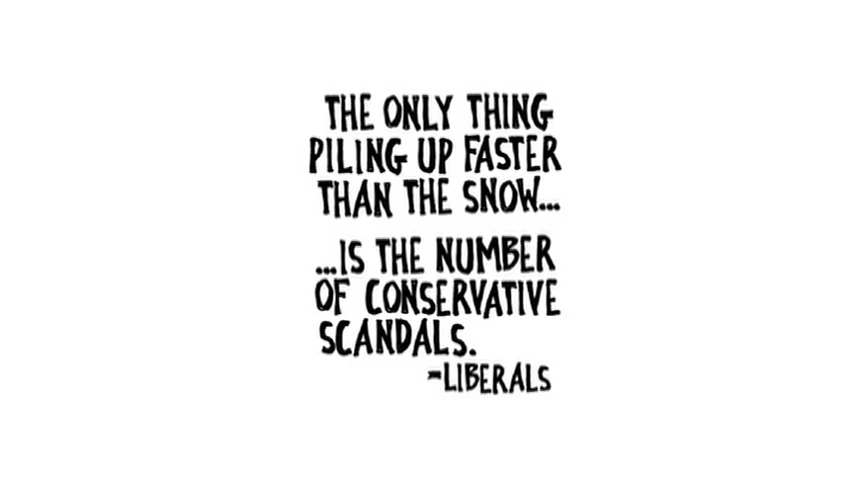 THE ONLY THING
PILING UP FASTER
THAN THE SNOW...
...IS THE NUMBER
OF CONSERVATIVE
SCANDALS.
-LIBERALS